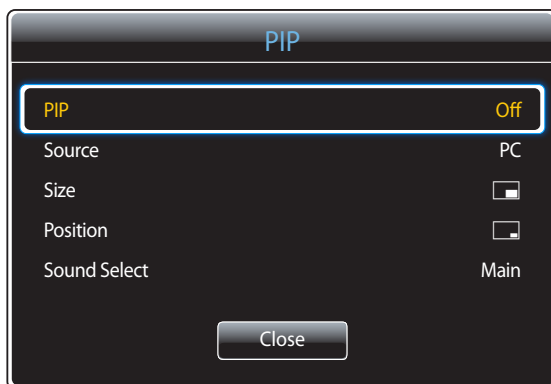 PIP
PIP Off
Source PC
Size
Position
Sound Select Main
Close